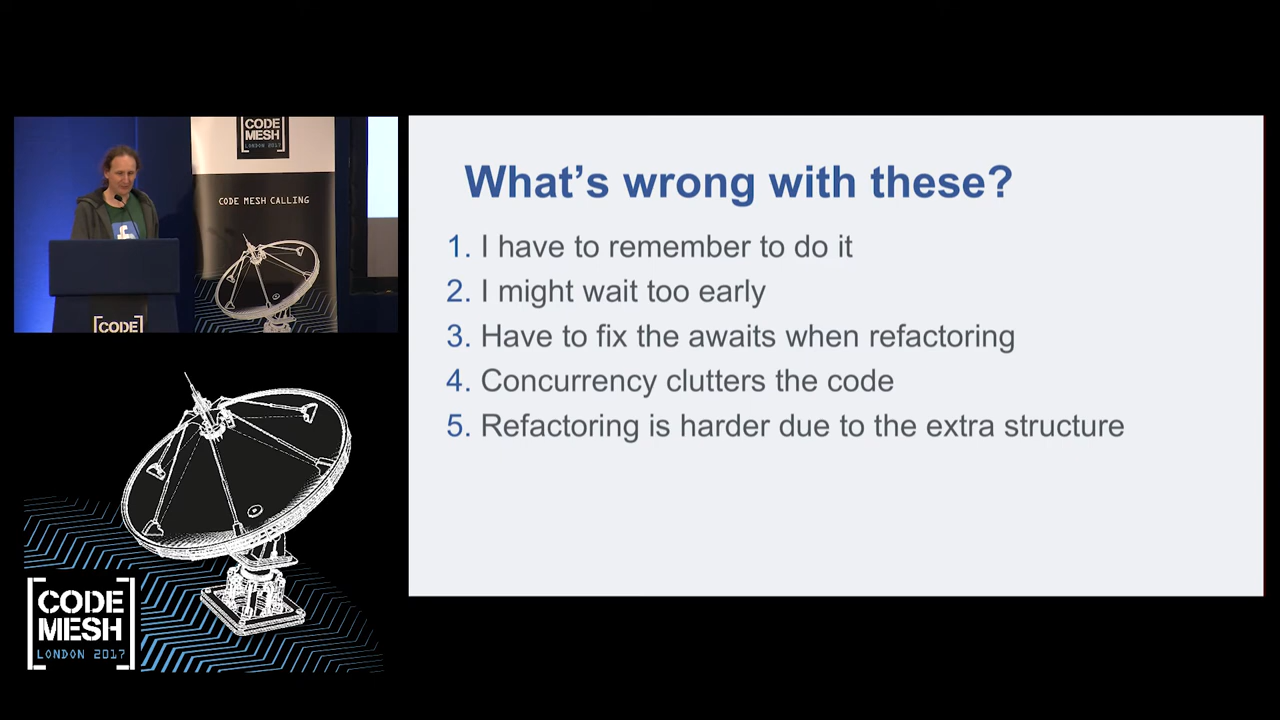 CODE
MESH
LONDON 2017
CODE MESH CALLING
[CODE]
What's wrong with these?
1. I have to remember to do it
2. I might wait too early
3. Have to fix the awaits when refactoring
4. Concurrency clutters the code
5. Refactoring is harder due to the extra structure
CODE
MESH
LONDON 2017